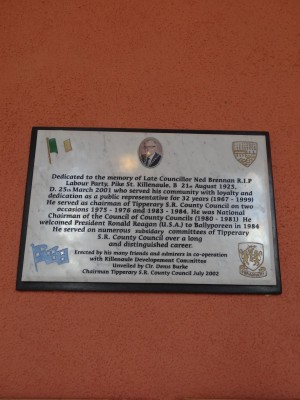 Dedicated to the memory of Late Councillor Ned Brennan R.I.P
Labour Party, Pike St. Killenaule, B 21st August 1923,
D. 25th March 2001 who served his community with loyalty and
dedication as a public representative for 32 years (1967 - 1999)
He served as chairman of Tipperary S.R. County Council on two
occasions 1975 - 1976 and 1983 - 1984. He was National
Chairman of the Council of County Councils (1980 - 1981) He
welcomed President Ronald Reagan (U.S.A.) to Ballyporeen in 1984
He served on numerous subsidary committees of Tipperary
S.R. County Council over a long
and distinguished career.
Erected by his many friends and admirers in co-operation
with Killenaule Developement Committee
Unveiled by Clr. Denis Burke
Chairman Tipperary S.R. County Council July 2002